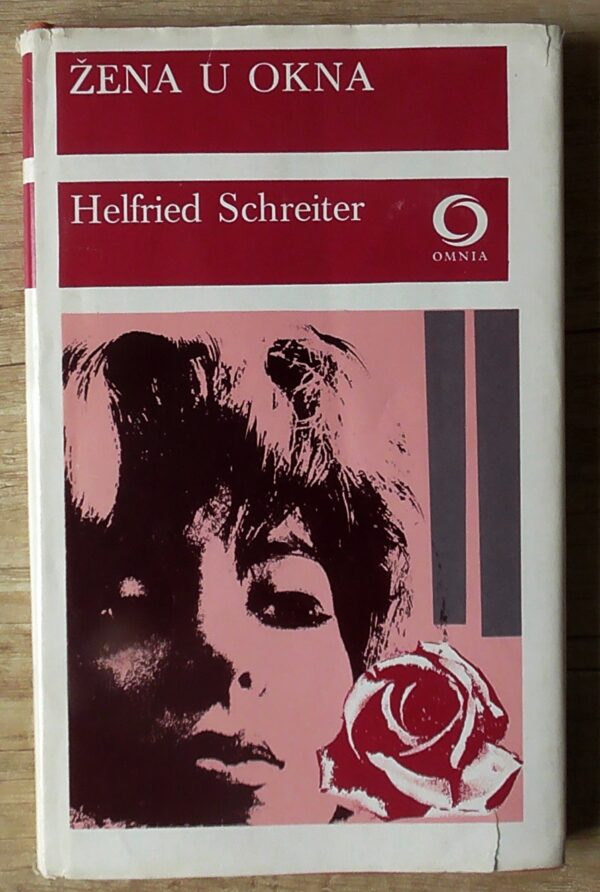 ŽENA U OKNA
Helfried Schreiter
OMNIA